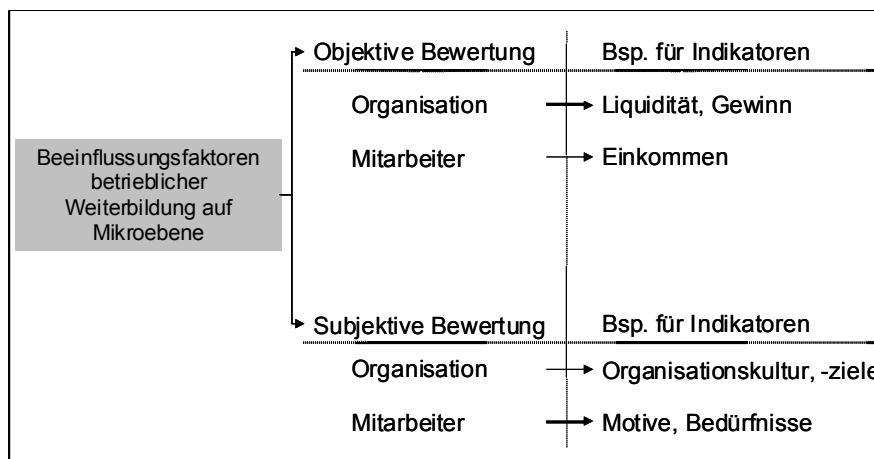 Objektive Bewertung Bsp. für Indikatoren
Organisation Liquidität, Gewinn
Mitarbeiter Einkommen
Beeinflussungsfaktoren
betrieblicher
Weiterbildung auf
Mikroebene
Subjektive Bewertung Bsp. für Indikatoren
Organisation Organisationskultur, -ziele
Mitarbeiter Motive, Bedürfnisse